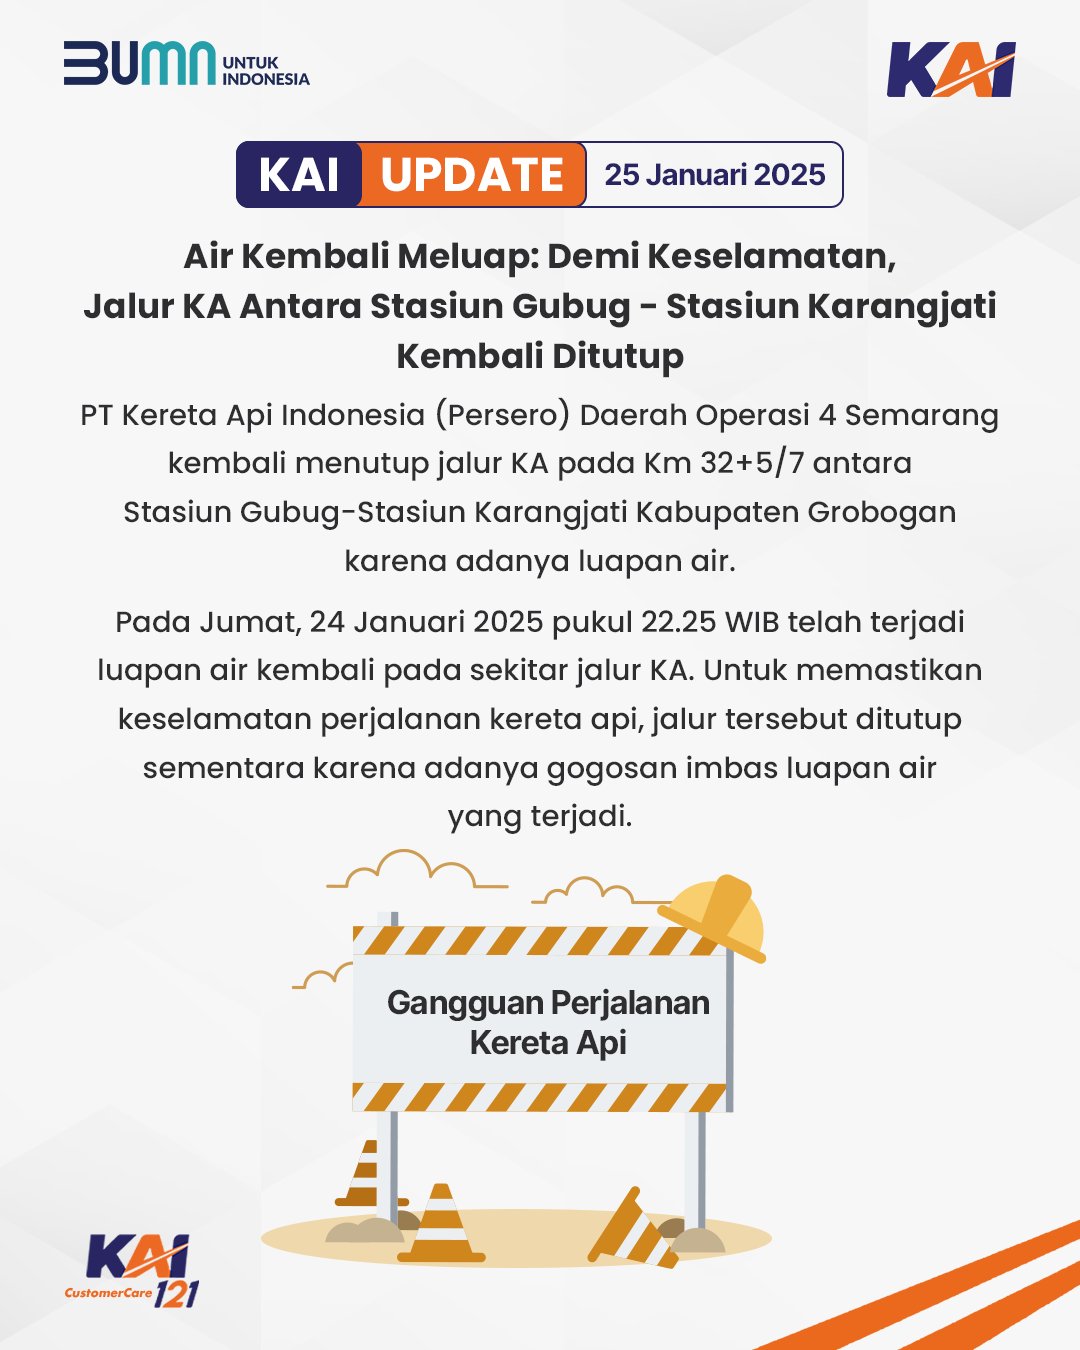 BUMN UNTUK INDONESIA
KAI
KAI UPDATE 25 Januari 2025
Air Kembali Meluap: Demi Keselamatan,
Jalur KA Antara Stasiun Gubug - Stasiun Karangjati
Kembali Ditutup
PT Kereta Api Indonesia (Persero) Daerah Operasi 4 Semarang
kembali menutup jalur KA pada Km 32+5/7 antara
Stasiun Gubug-Stasiun Karangjati Kabupaten Grobogan
karena adanya luapan air.
Pada Jumat, 24 Januari 2025 pukul 22.25 WIB telah terjadi
luapan air kembali pada sekitar jalur KA. Untuk memastikan
keselamatan perjalanan kereta api, jalur tersebut ditutup
sementara karena adanya gogosan imbas luapan air
yang terjadi.
Gangguan Perjalanan
Kereta Api
KAI
CustomerCare 121